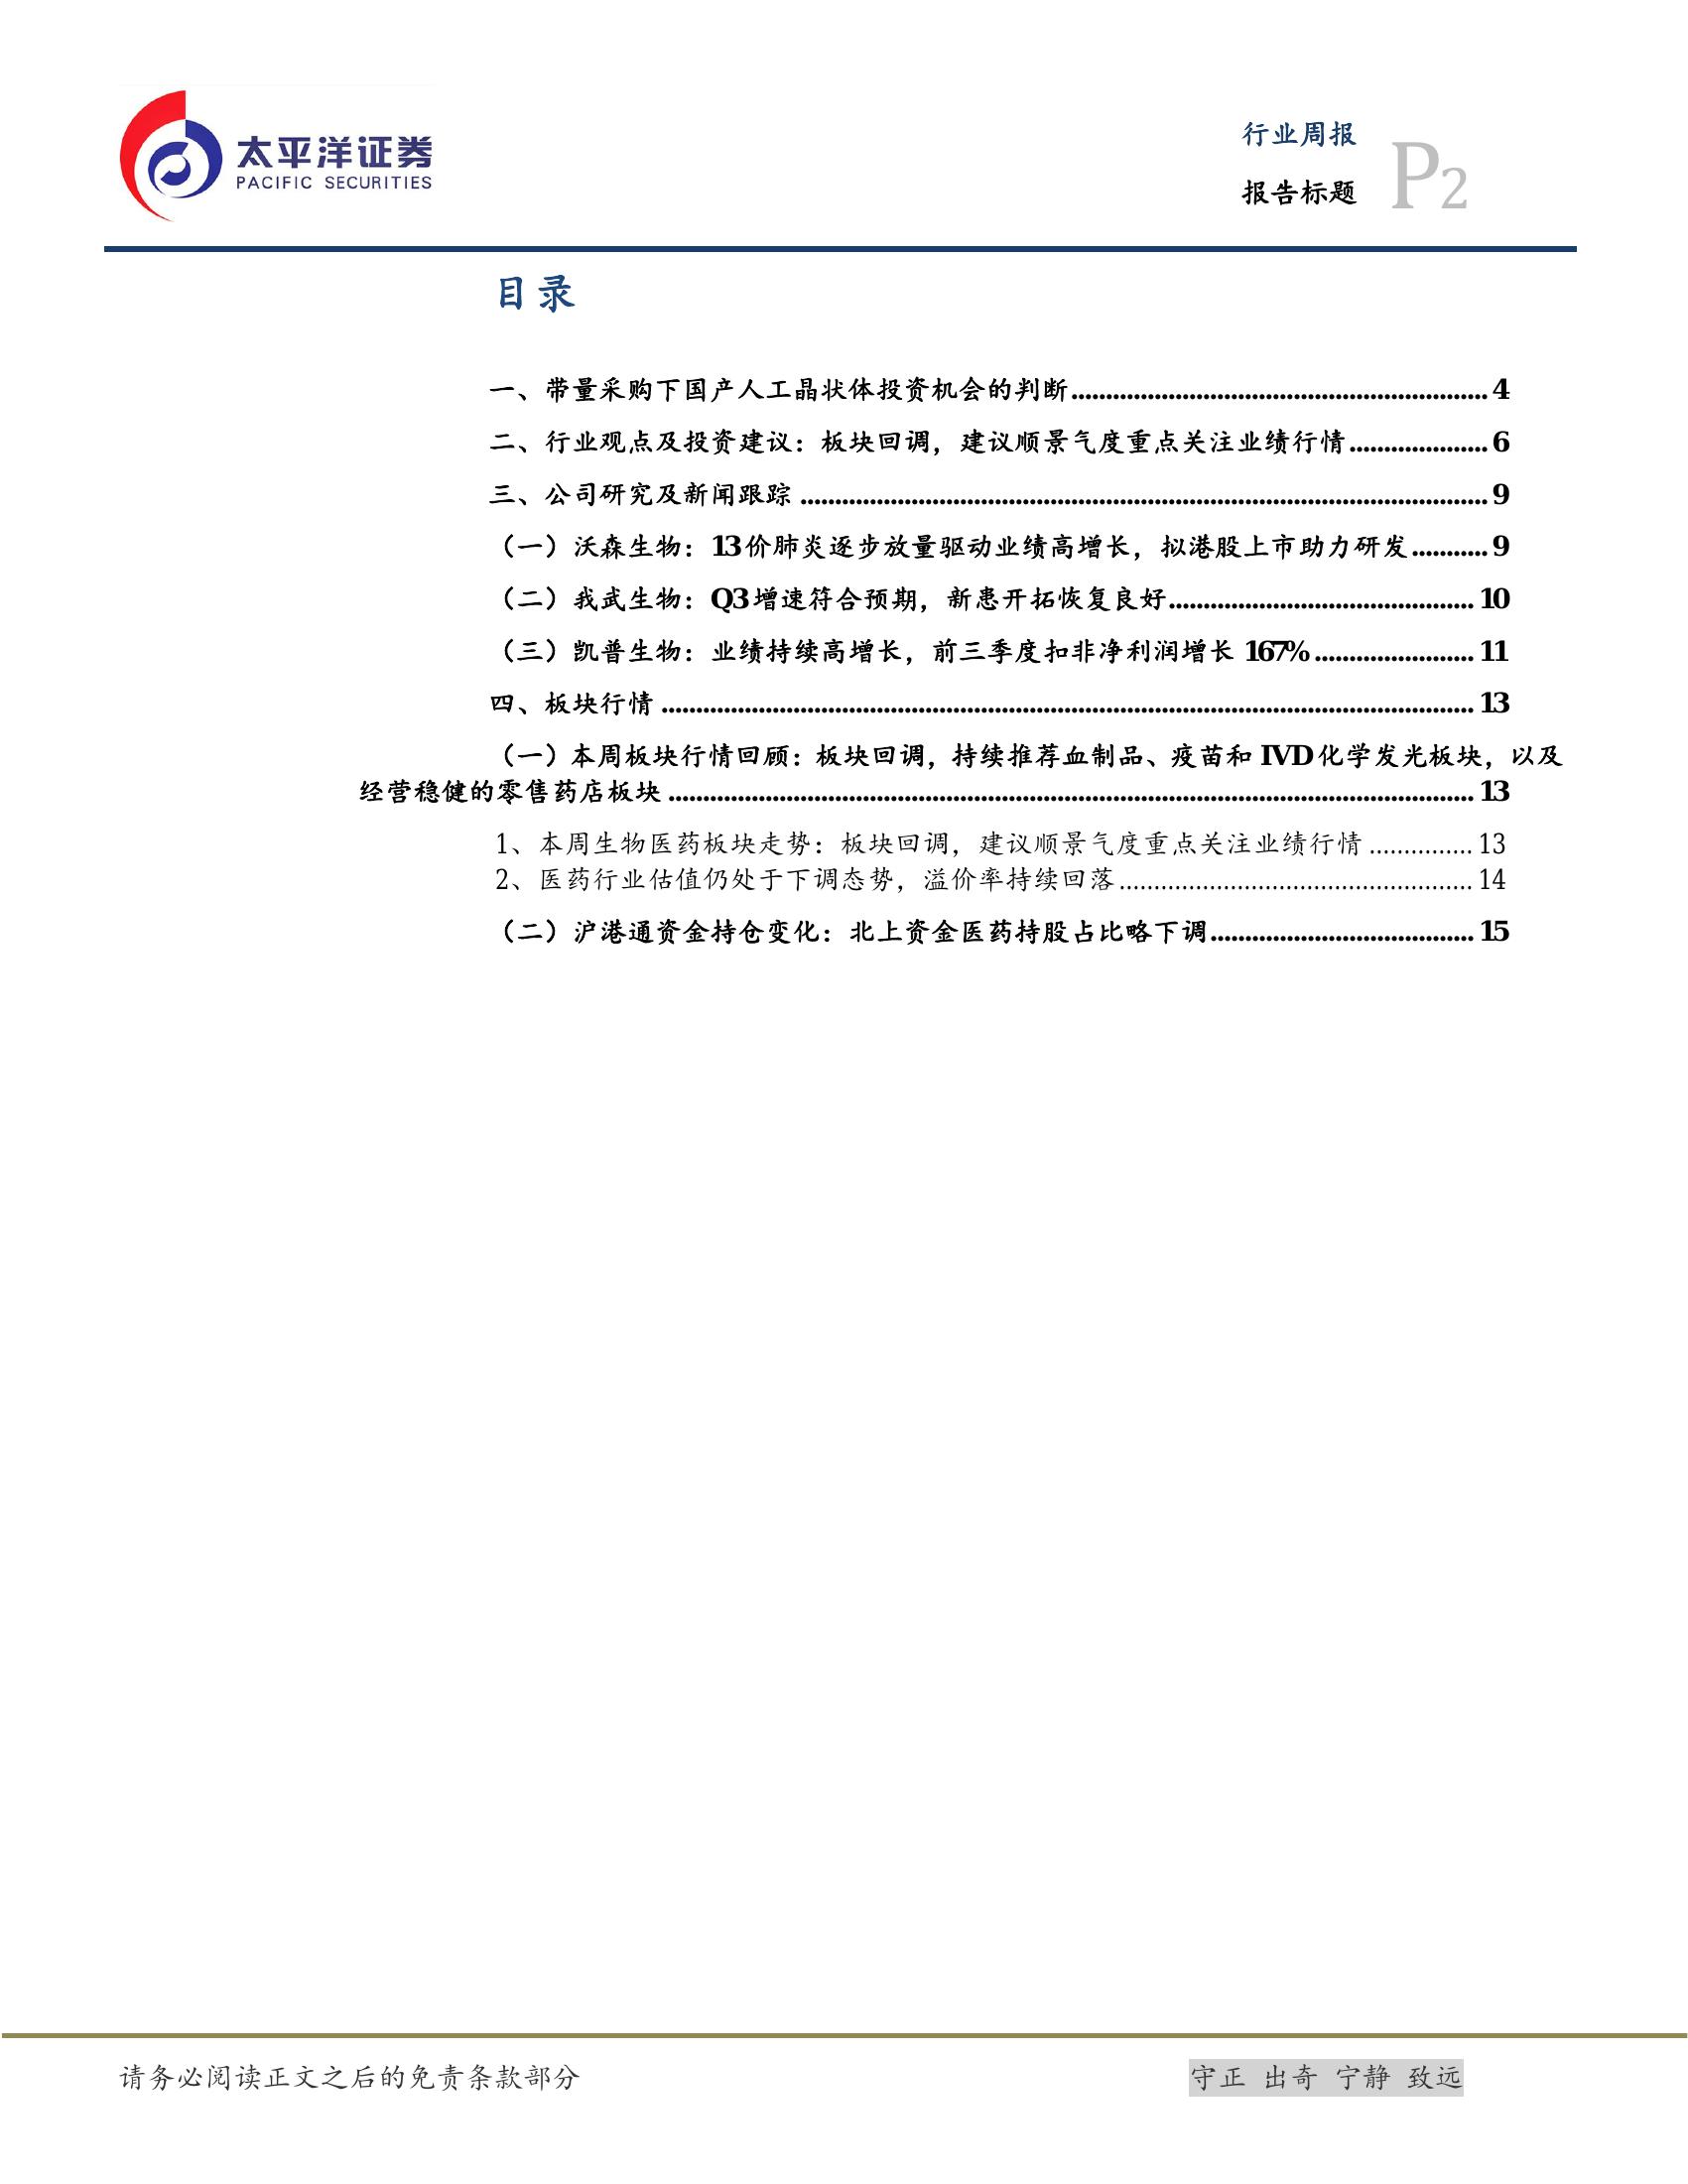 太平洋证券
PACIFIC SECURITIES
行业周报
报告标题
P2
目录
一、带量采购下国产人工晶状体投资机会的判断............................................................ 4
二、行业观点及投资建议：板块回调，建议顺景气度重点关注业绩行情.................... 6
三、公司研究及新闻跟踪 .................................................................................................. 9
（一）沃森生物：13价肺炎逐步放量驱动业绩高增长，拟港股上市助力研发........... 9
（二）我武生物：Q3增速符合预期，新患开拓恢复良好............................................ 10
（三）凯普生物：业绩持续高增长，前三季度扣非净利润增长 167%....................... 11
四、板块行情 ..................................................................................................................... 13
（一）本周板块行情回顾：板块回调，持续推荐血制品、疫苗和 IVD化学发光板块，以及
经营稳健的零售药店板块 .................................................................................................................... 13
1、本周生物医药板块走势：板块回调，建议顺景气度重点关注业绩行情 ............... 13
2、医药行业估值仍处于下调态势，溢价率持续回落................................................... 14
（二）沪港通资金持仓变化：北上资金医药持股占比略下调...................................... 15
请务必阅读正文之后的免责条款部分
守正 出奇 宁静 致远